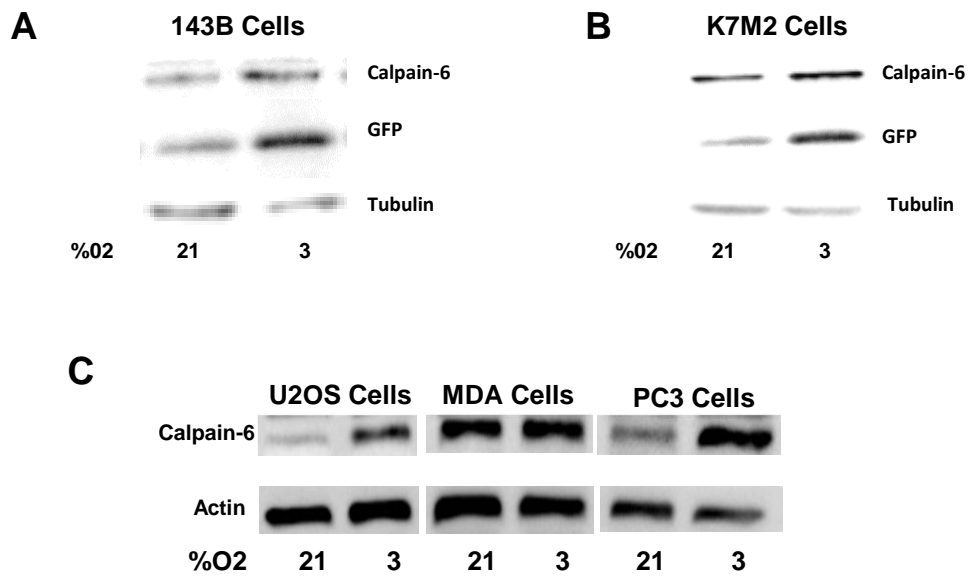 A
143B Cells
Calpain-6
GFP
Tubulin
%02 21 3
B
K7M2 Cells
Calpain-6
GFP
Tubulin
%02 21 3
C
U2OS Cells MDA Cells PC3 Cells
Calpain-6
Actin
%O2 21 3 21 3 21 3